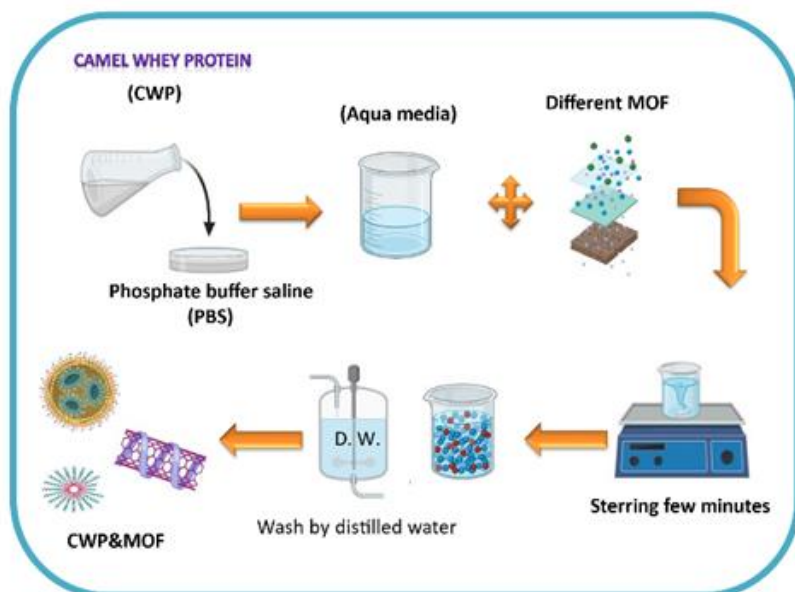 CAMEL WHEY PROTEIN
(CWP)
(Aqua media)
Different MOF
Phosphate buffer saline
(PBS)
D. W.
Sterring few minutes
Wash by distilled water
CWP&MOF